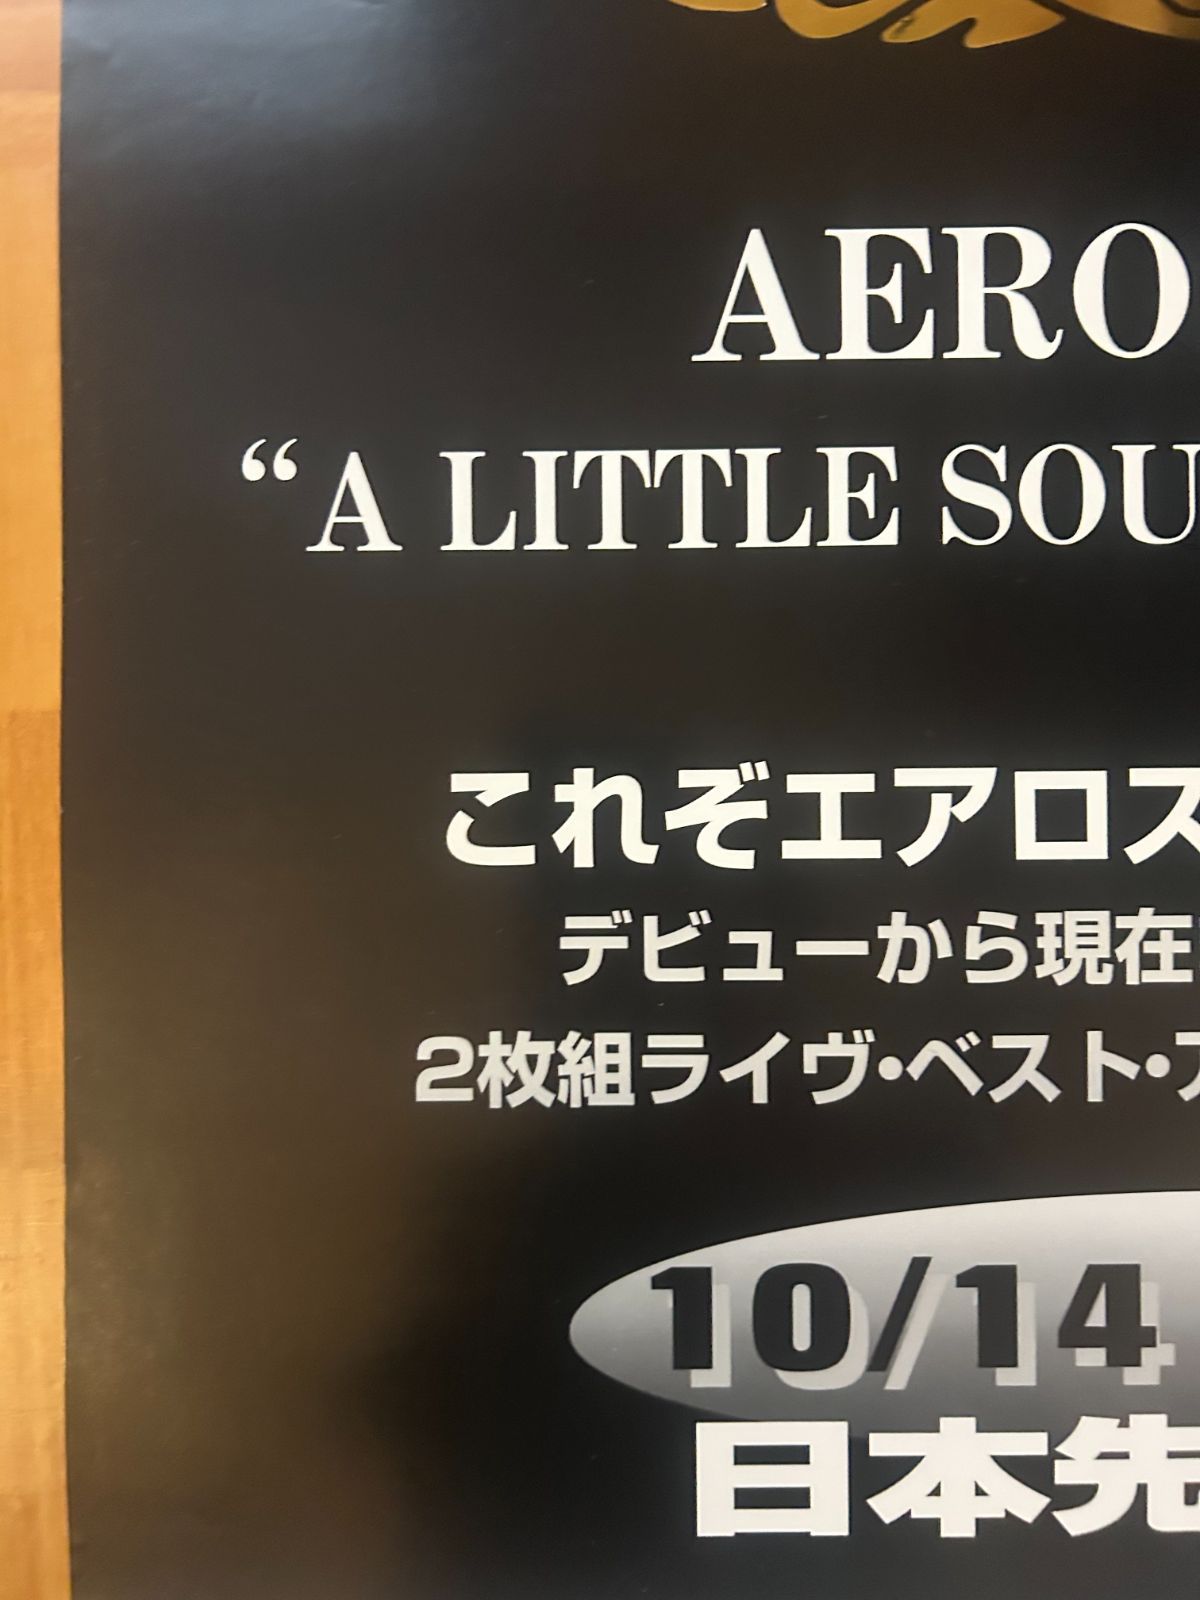 AERO
“A LITTLE SOU
これぞエアロス
デビューから現在
2枚組ライヴ・ベスト・ア
10/14
日本先